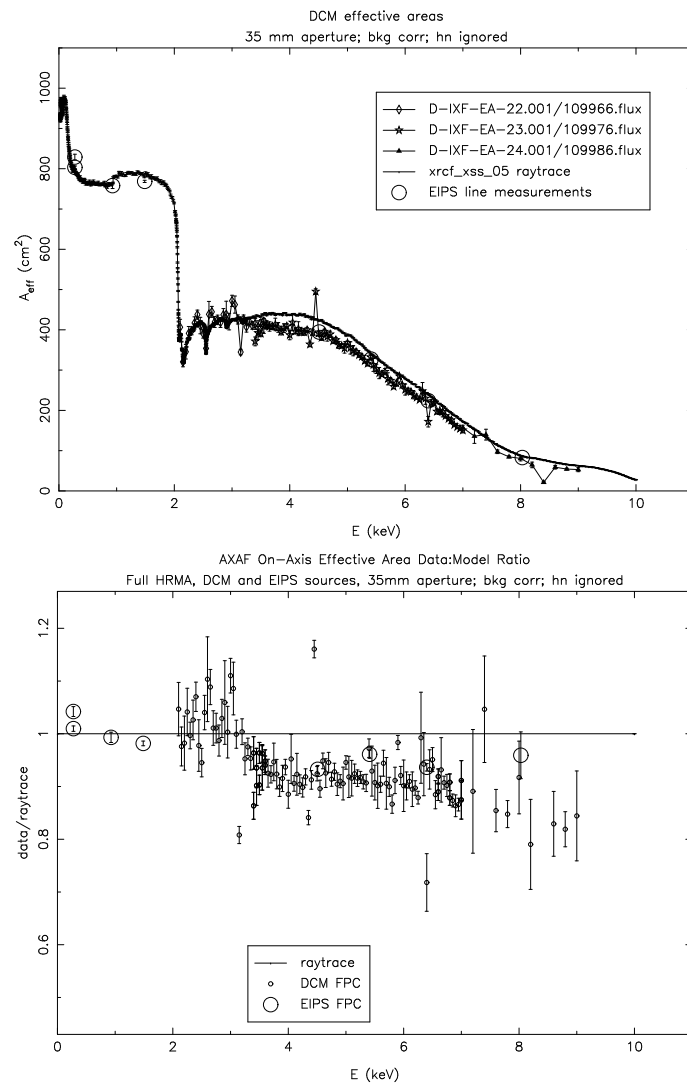 DCM effective areas
35 mm aperture; bkg corr; hn ignored
1000
800
600
400
200
0
A_eff (cm²)
D-IXF-EA-22.001/109966.flux
D-IXF-EA-23.001/109976.flux
D-IXF-EA-24.001/109986.flux
xrcf_xss_05 raytrace
EIPS line measurements
0 2 4 6 8 10
E (keV)
AXAF On-Axis Effective Area Data:Model Ratio
Full HRMA, DCM and EIPS sources, 35mm aperture; bkg corr; hn ignored
1.2
1
0.8
0.6
data/raytrace
raytrace
DCM FPC
EIPS FPC
0 2 4 6 8 10
E (keV)